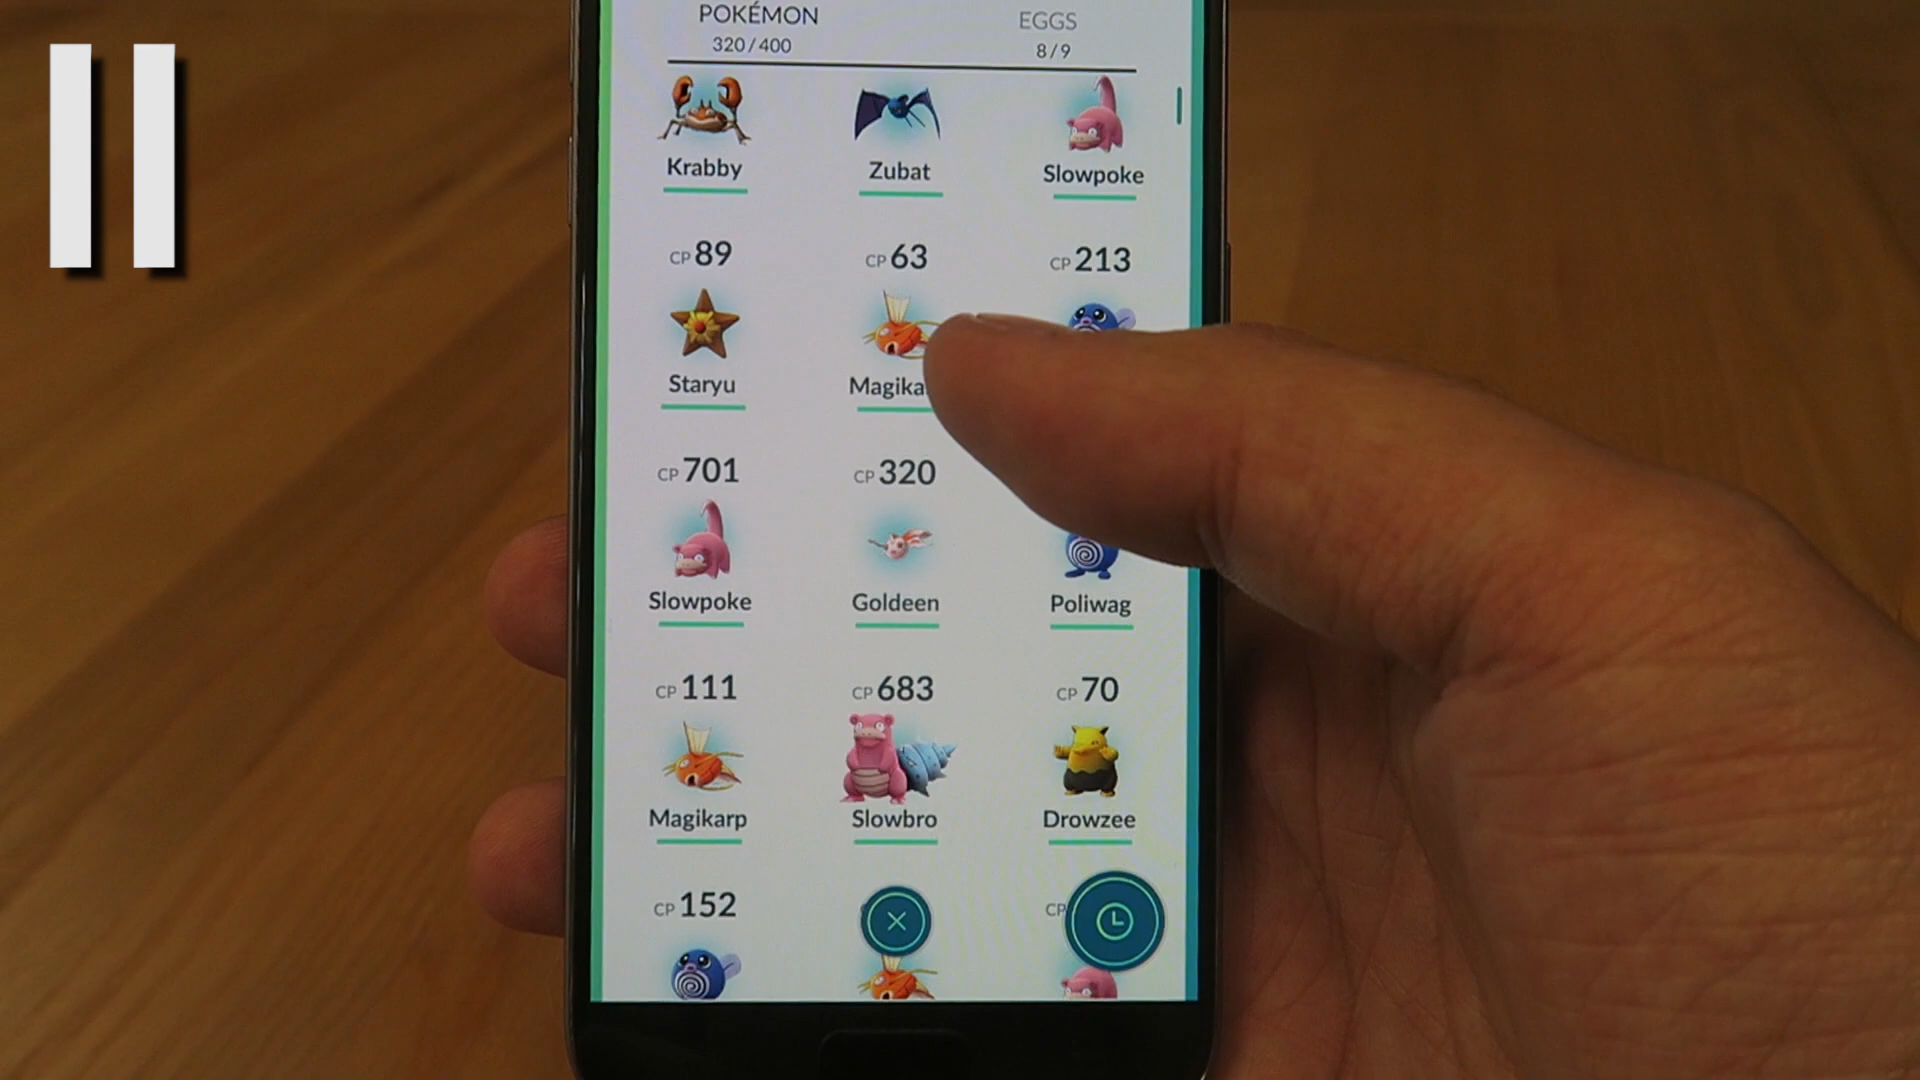 POKÉMON EGGS
320/400 8/9
Krabby Zubat Slowpoke
CP 89 CP 63 CP 213
Staryu
CP 701 CP 320
Slowpoke Goldeen Poliwag
CP 111 CP 683 CP 70
Magikarp Slowbro Drowzee
CP 152 CP